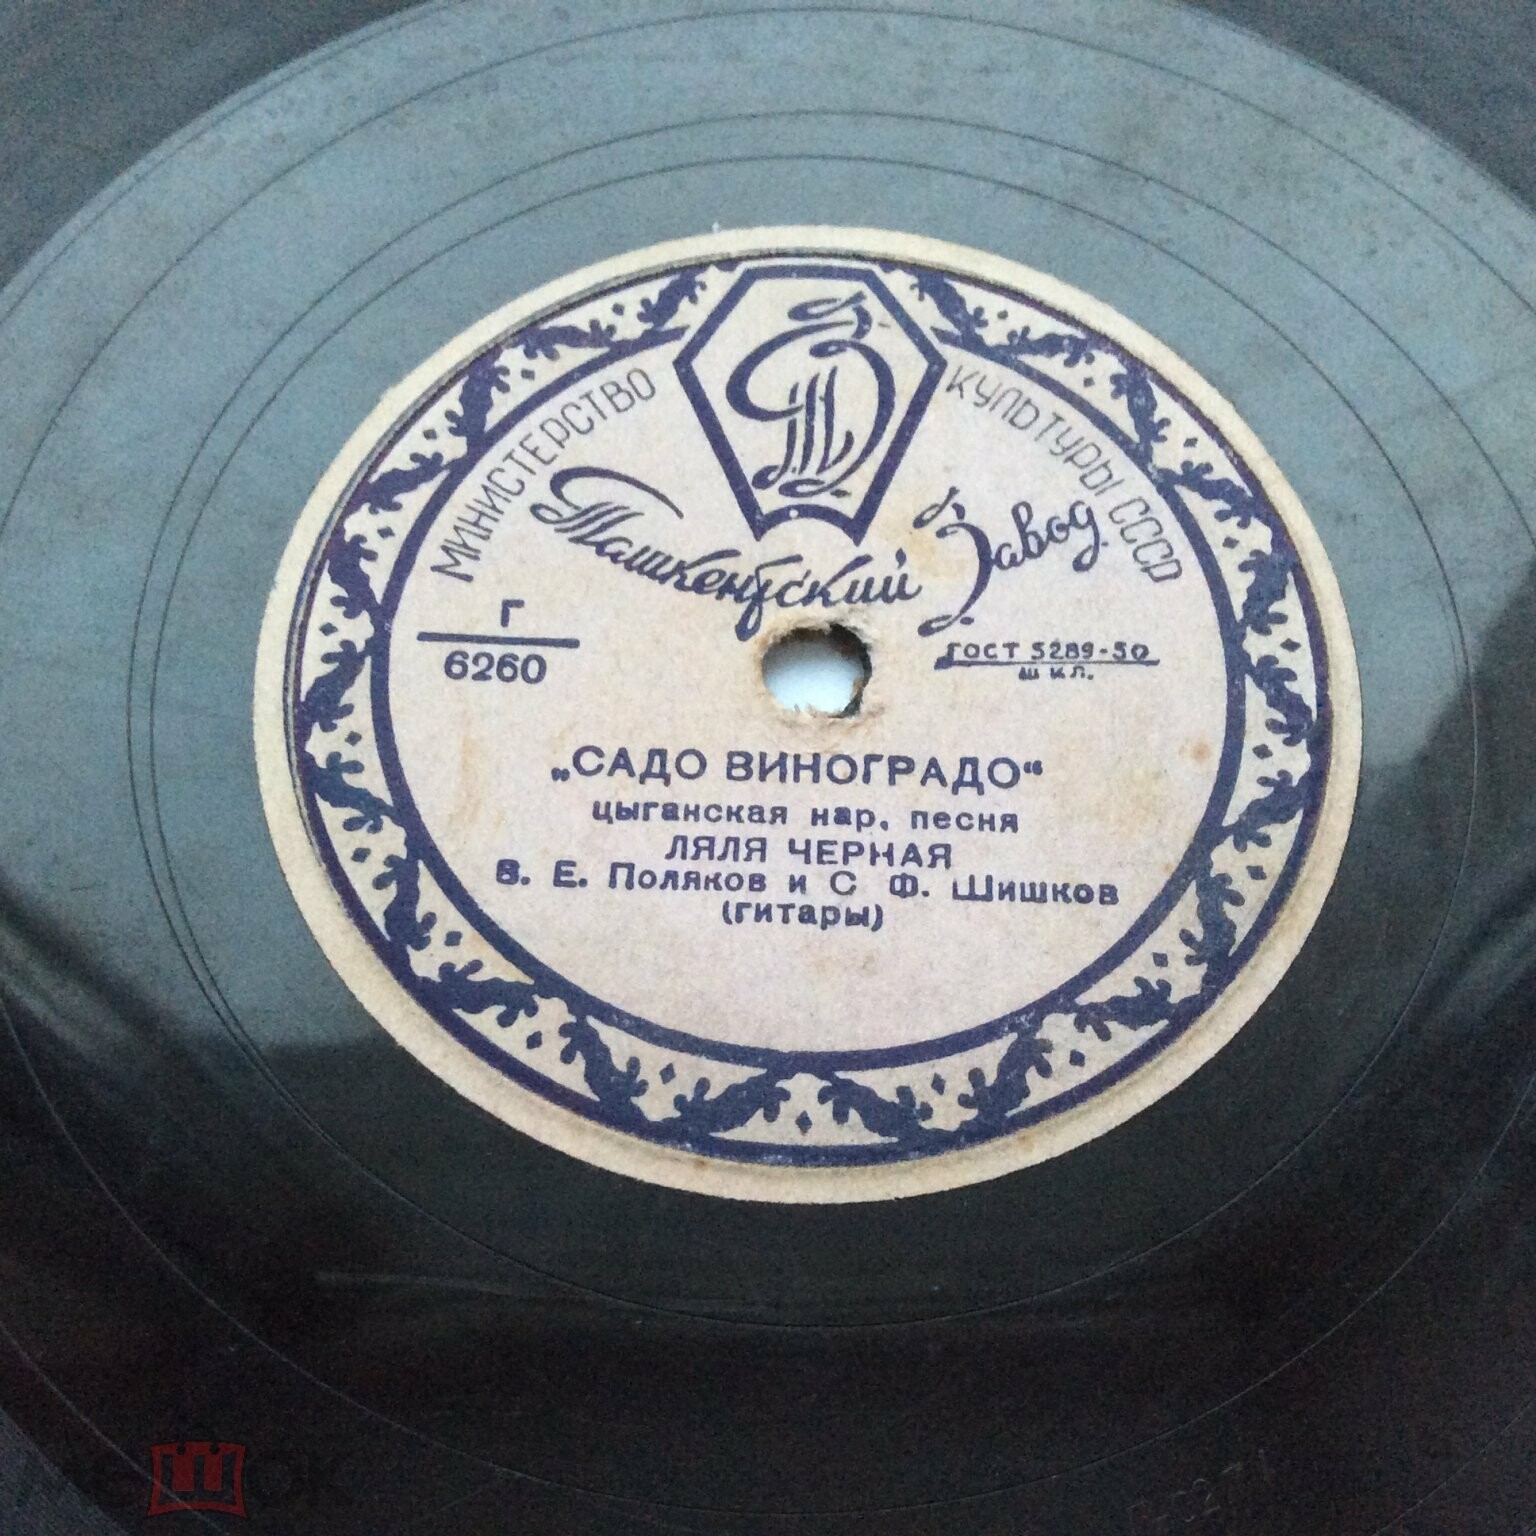 МИНИСТЕРСТВО КУЛЬТУРЫ СССР
Ташкентский Завод
Г
6260
ГОСТ 5289-50
Ш КЛ.
„САДО ВИНОГРАДО“
цыганская нар. песня
ЛЯЛЯ ЧЕРНАЯ
В. Е. Поляков и С Ф. Шишков
(гитары)